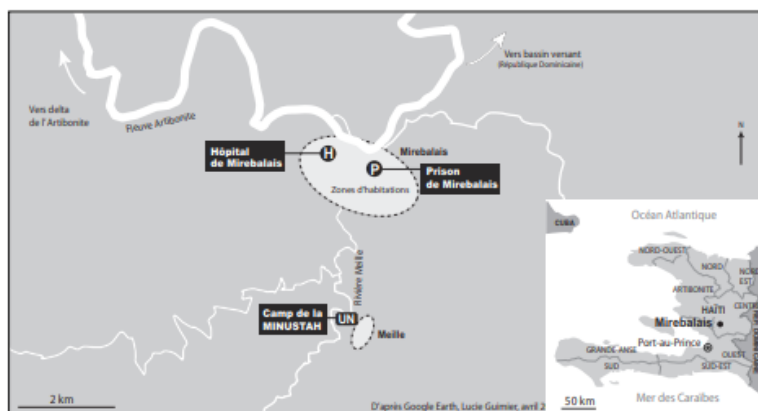 Vers bassin versant
(République Dominicaine)
Vers delta
de l'Artibonite
Fleuve Artibonite
N
Hôpital
de Mirebalais
H
Mirebalais
P
Prison
de Mirebalais
Zones d'habitations
Rivière Meille
Camp de la
MINUSTAH
UN
Meille
2 km
D'après Google Earth, Lucie Guimier, avril 2
Océan Atlantique
CUBA
NORD-OUEST
NORD
NORD
EST
ARTIBONITE
HAÏTI
CENTR
Mirebalais
Port-au-Prince
GRANDE-ANSE
OUEST
SUD
SUD-EST
50 km
Mer des Caraïbes